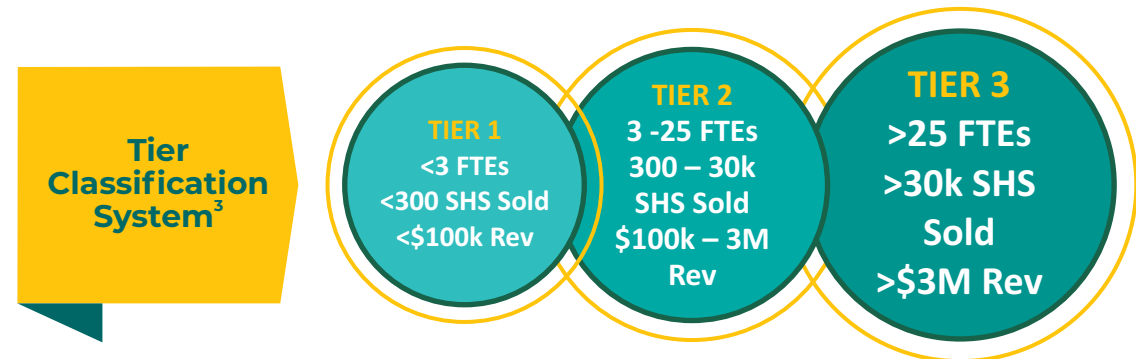 Tier
Classification
System³
TIER 1
<3 FTEs
<300 SHS Sold
<$100k Rev
TIER 2
3 -25 FTEs
300 – 30k
SHS Sold
$100k – 3M
Rev
TIER 3
>25 FTEs
>30k SHS
Sold
>$3M Rev